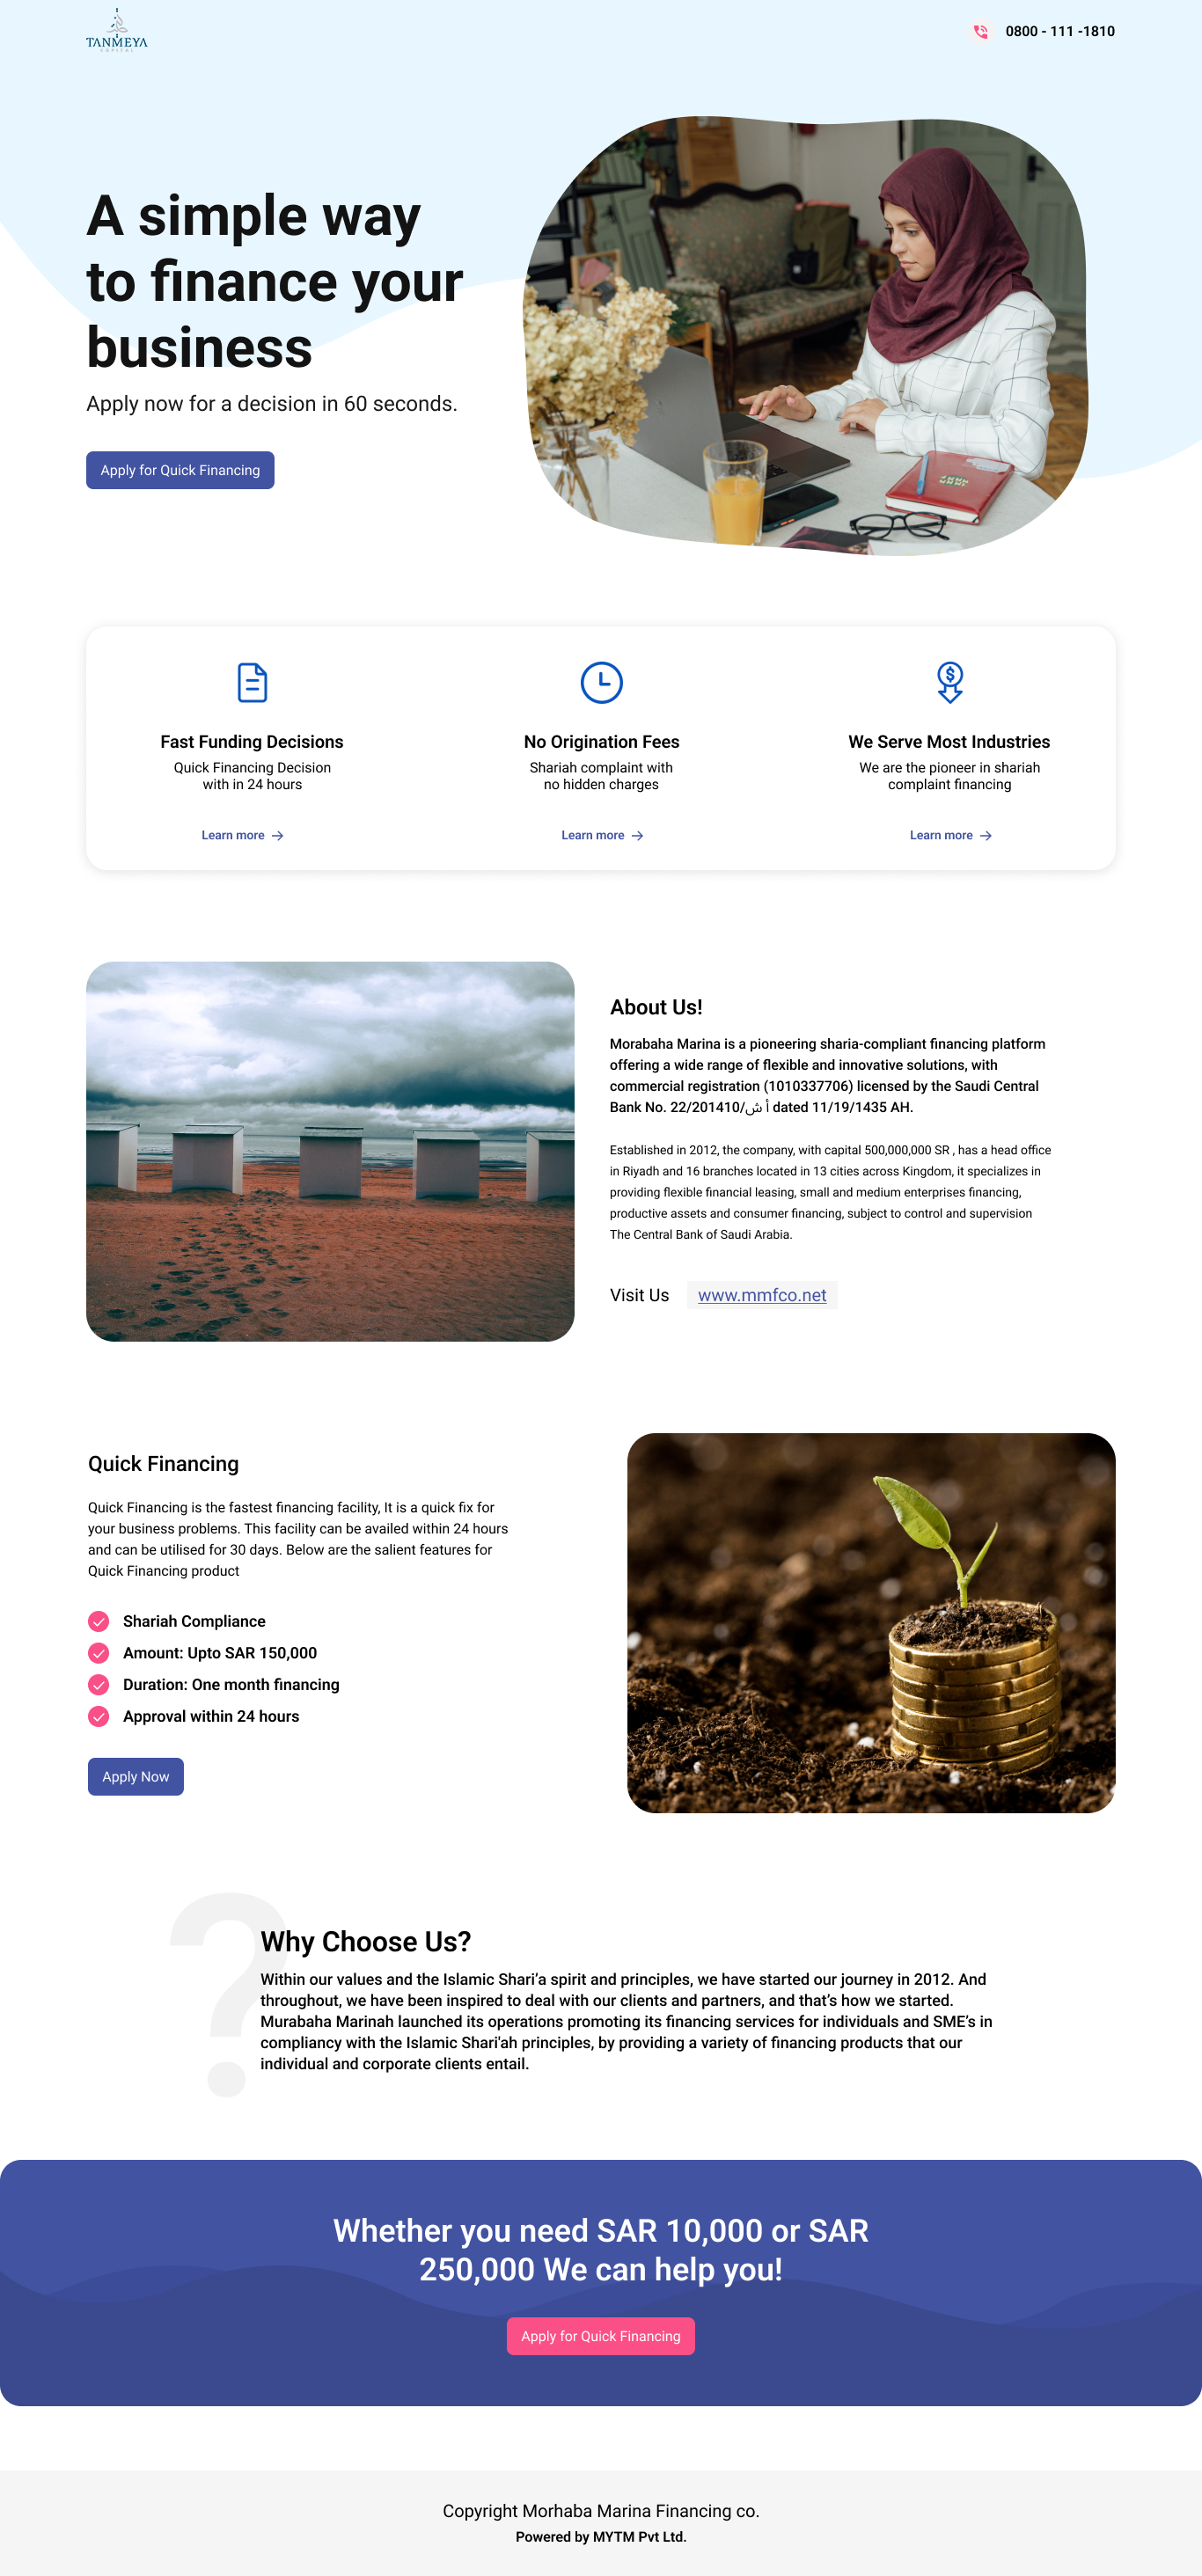 TANMEYA
CAPITAL
0800 - 111 -1810
A simple way
to finance your
business
Apply now for a decision in 60 seconds.
Apply for Quick Financing
Fast Funding Decisions
Quick Financing Decision
with in 24 hours
Learn more →
No Origination Fees
Shariah complaint with
no hidden charges
Learn more →
We Serve Most Industries
We are the pioneer in shariah
complaint financing
Learn more →
About Us!
Morabaha Marina is a pioneering sharia-compliant financing platform
offering a wide range of flexible and innovative solutions, with
commercial registration (1010337706) licensed by the Saudi Central
Bank No. 22/201410/أ ش dated 11/19/1435 AH.
Established in 2012, the company, with capital 500,000,000 SR , has a head office
in Riyadh and 16 branches located in 13 cities across Kingdom, it specializes in
providing flexible financial leasing, small and medium enterprises financing,
productive assets and consumer financing, subject to control and supervision
The Central Bank of Saudi Arabia.
Visit Us www.mmfco.net
Quick Financing
Quick Financing is the fastest financing facility, It is a quick fix for
your business problems. This facility can be availed within 24 hours
and can be utilised for 30 days. Below are the salient features for
Quick Financing product
Shariah Compliance
Amount: Upto SAR 150,000
Duration: One month financing
Approval within 24 hours
Apply Now
?
Why Choose Us?
Within our values and the Islamic Shari’a spirit and principles, we have started our journey in 2012. And
throughout, we have been inspired to deal with our clients and partners, and that’s how we started.
Murabaha Marinah launched its operations promoting its financing services for individuals and SME’s in
compliancy with the Islamic Shari'ah principles, by providing a variety of financing products that our
individual and corporate clients entail.
Whether you need SAR 10,000 or SAR
250,000 We can help you!
Apply for Quick Financing
Copyright Morhaba Marina Financing co.
Powered by MYTM Pvt Ltd.